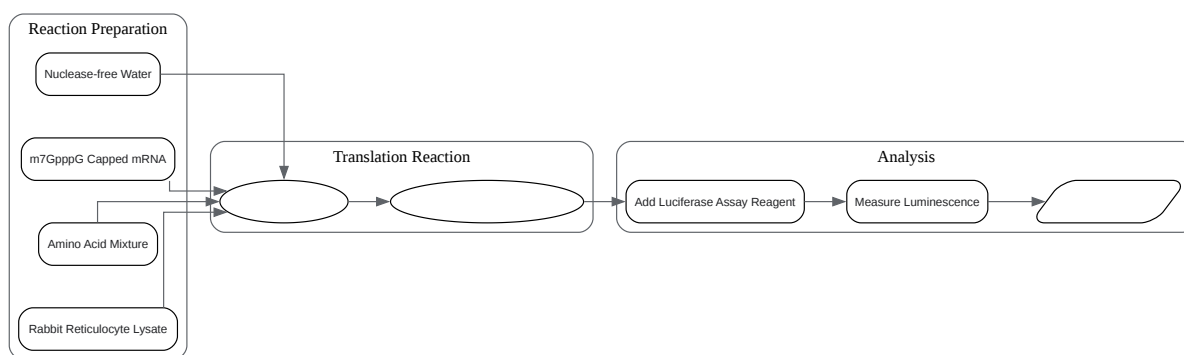 Reaction Preparation
Nuclease-free Water
m7GpppG Capped mRNA
Amino Acid Mixture
Rabbit Reticulocyte Lysate
Translation Reaction
Analysis
Add Luciferase Assay Reagent
Measure Luminescence